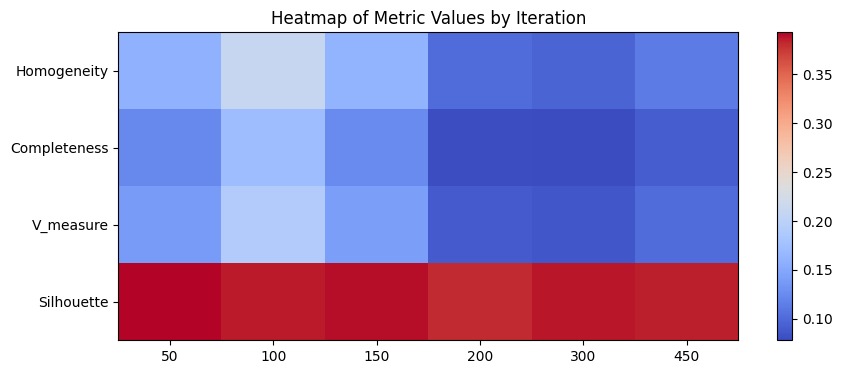 Heatmap of Metric Values by Iteration
Homogeneity
Completeness
V_measure
Silhouette
50 100 150 200 300 450
0.35
0.30
0.25
0.20
0.15
0.10